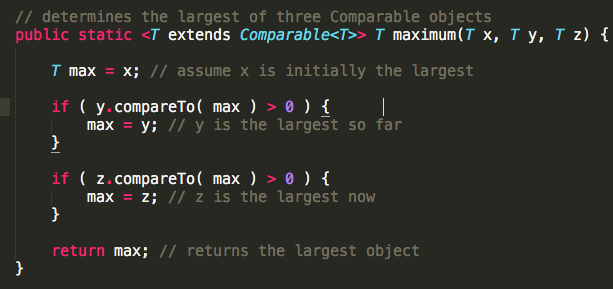 // determines the largest of three Comparable objects
public static <T extends Comparable<T>> T maximum(T x, T y, T z) {
T max = x; // assume x is initially the largest
if ( y.compareTo( max ) > 0 ) {
max = y; // y is the largest so far
}
if ( z.compareTo( max ) > 0 ) {
max = z; // z is the largest now
}
return max; // returns the largest object
}